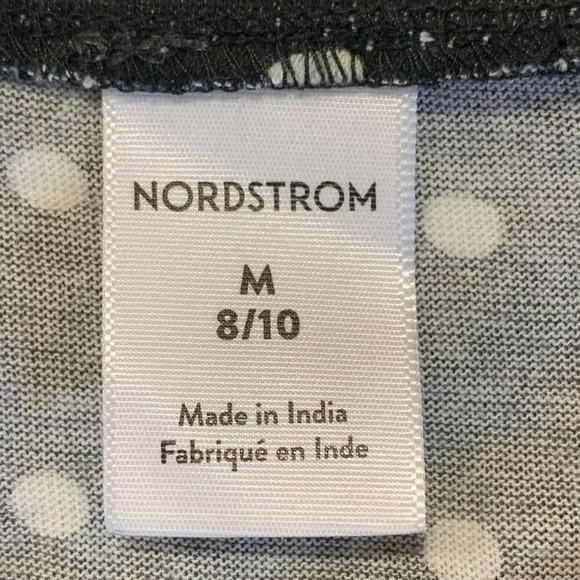 NORDSTROM
M
8/10
Made in India
Fabriqué en Inde